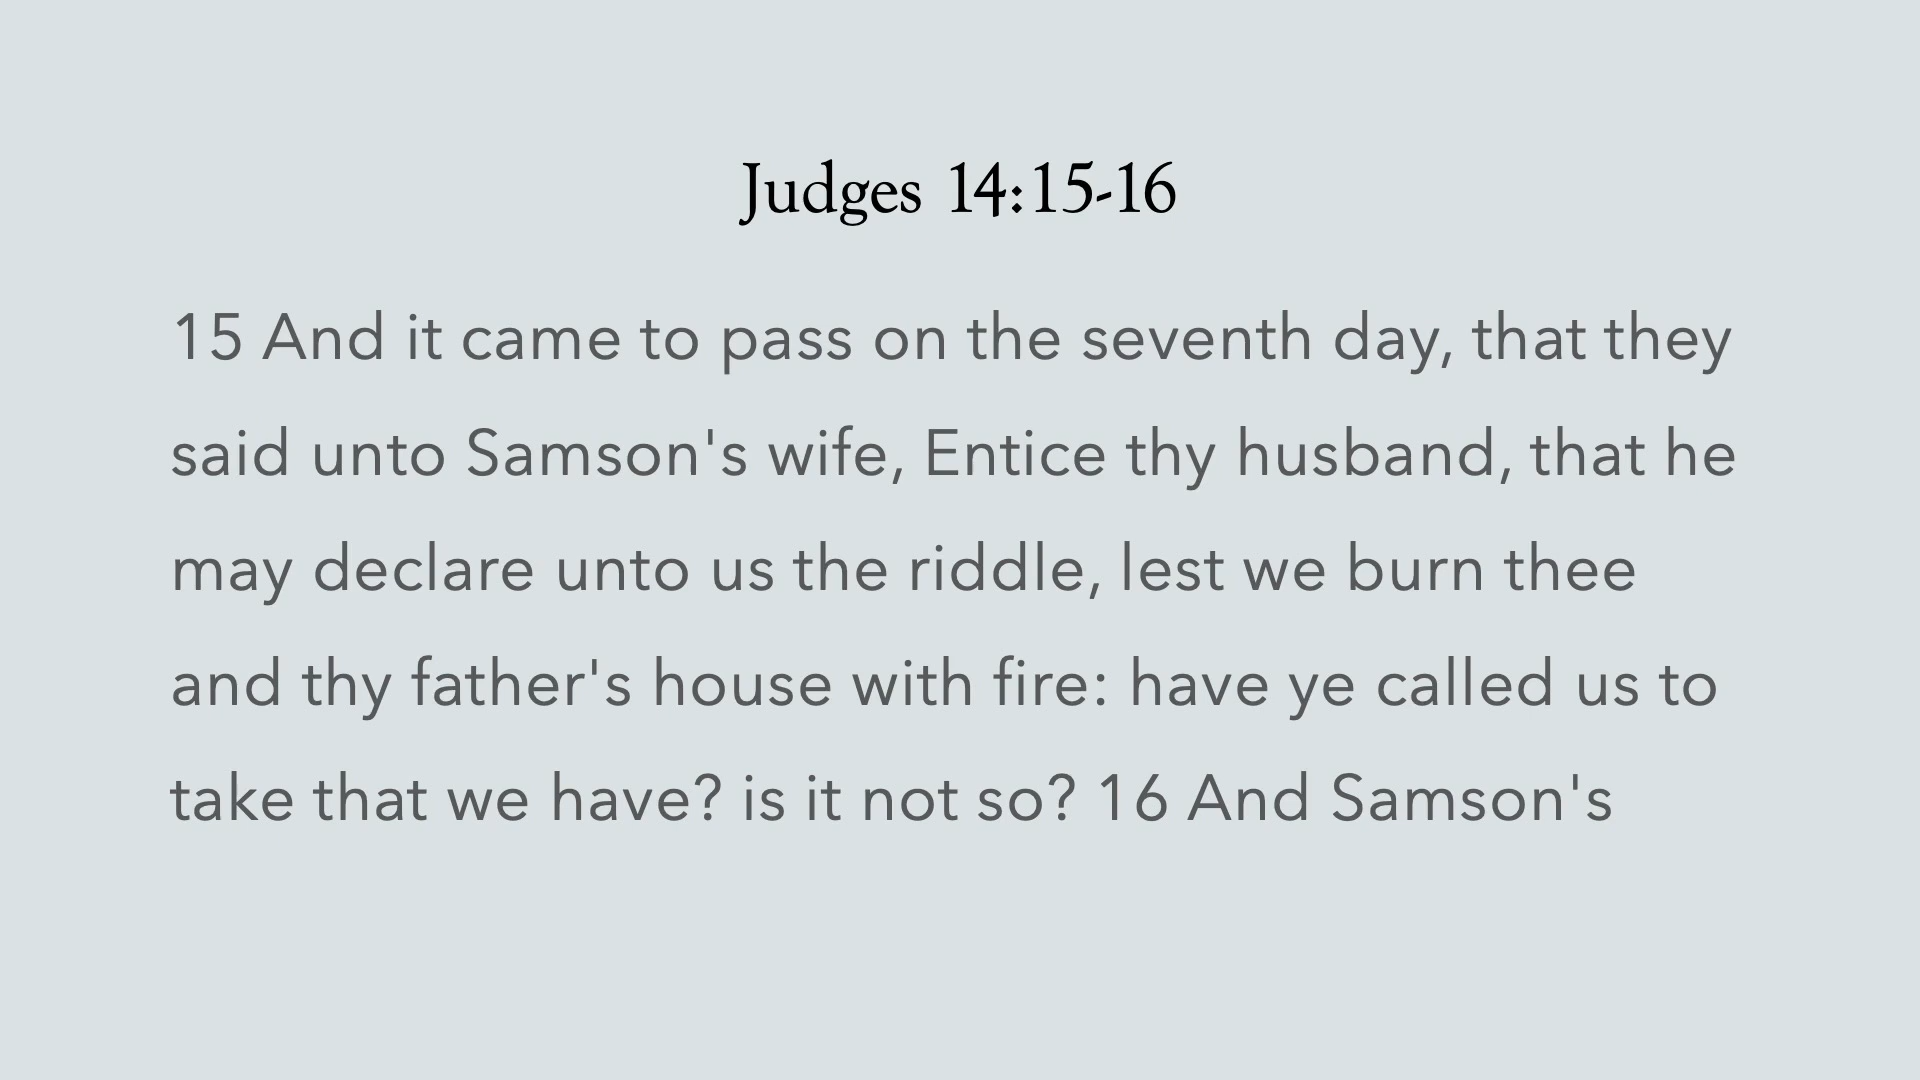 Judges 14:15-16
15 And it came to pass on the seventh day, that they
said unto Samson's wife, Entice thy husband, that he
may declare unto us the riddle, lest we burn thee
and thy father's house with fire: have ye called us to
take that we have? is it not so? 16 And Samson's